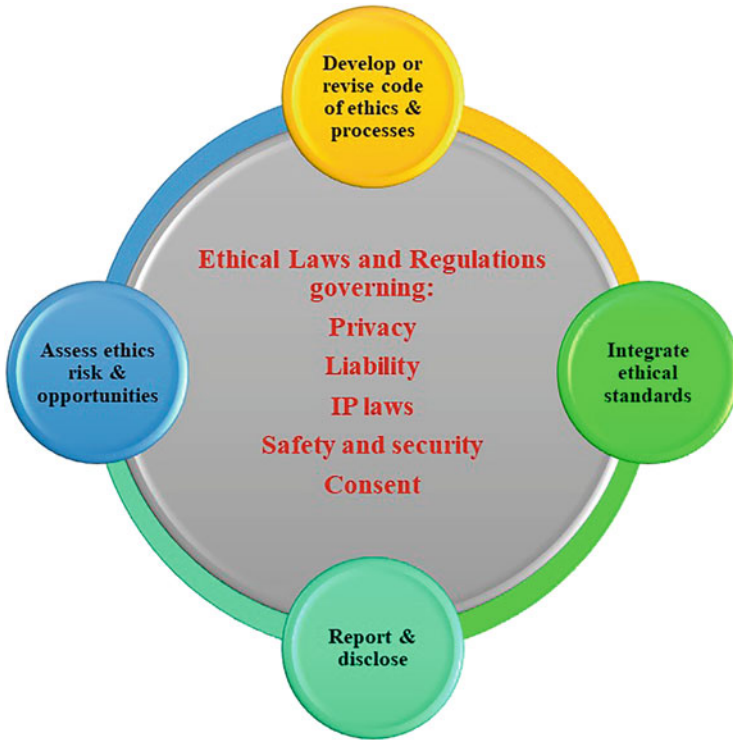 Develop or
revise code
of ethics &
processes
Ethical Laws and Regulations
governing:
Privacy
Liability
IP laws
Safety and security
Consent
Assess ethics
risk &
opportunities
Integrate
ethical
standards
Report &
disclose